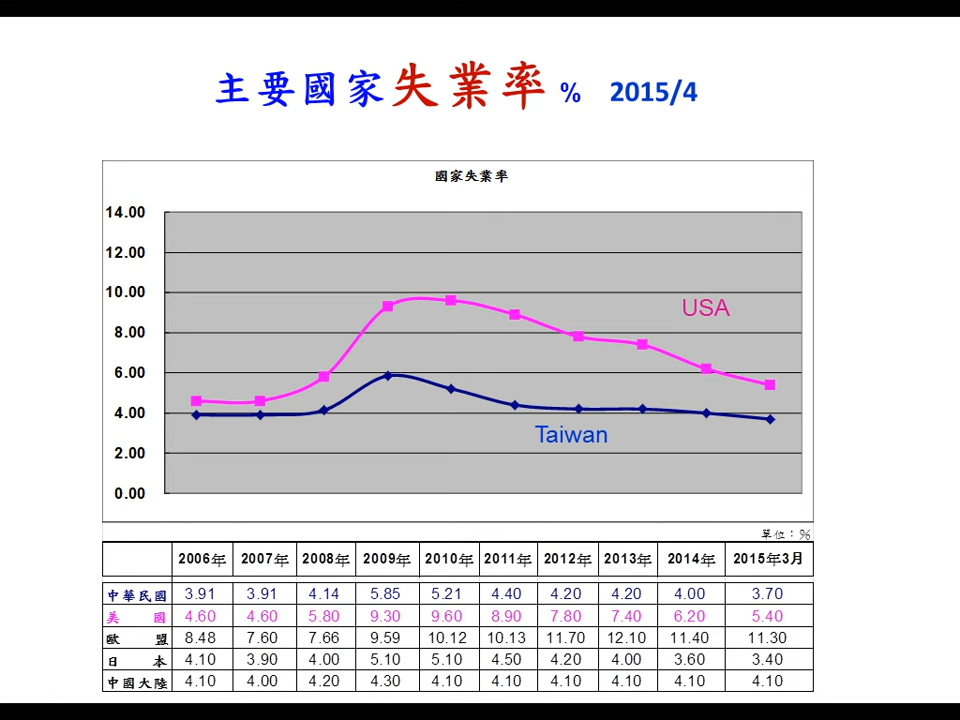 主要國家失業率 % 2015/4
國家失業率
14.00
12.00
10.00
8.00
6.00
4.00
2.00
0.00
USA
Taiwan
單位：%
2006年 2007年 2008年 2009年 2010年 2011年 2012年 2013年 2014年 2015年3月
中華民國 3.91 3.91 4.14 5.85 5.21 4.40 4.20 4.20 4.00 3.70
美國 4.60 4.60 5.80 9.30 9.60 8.90 7.80 7.40 6.20 5.40
歐盟 8.48 7.60 7.66 9.59 10.12 10.13 11.70 12.10 11.40 11.30
日本 4.10 3.90 4.00 5.10 5.10 4.50 4.20 4.00 3.60 3.40
中國大陸 4.10 4.00 4.20 4.30 4.10 4.10 4.10 4.10 4.10 4.10